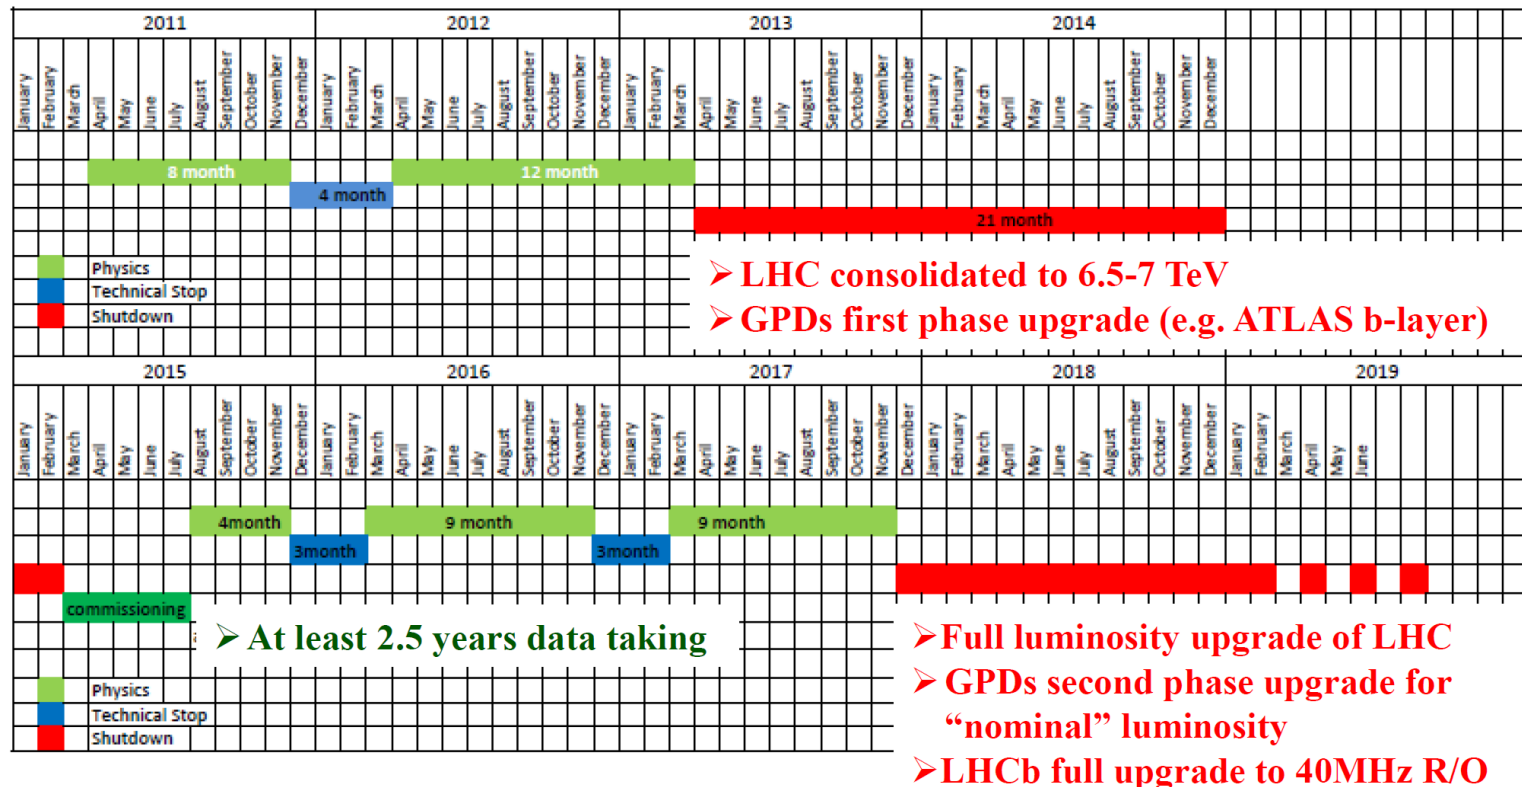 2011 2012 2013 2014
January February March April May June July August September October November December January February March April May June July August September October November December January February March April May June July August September October November December January February March April May June July August September October November December
8 month 12 month
4 month
21 month
Physics
Technical Stop
Shutdown
➢ LHC consolidated to 6.5-7 TeV
➢ GPDs first phase upgrade (e.g. ATLAS b-layer)
2015 2016 2017 2018 2019
January February March April May June July August September October November December January February March April May June July August September October November December January February March April May June July August September October November December January February March April May June July August September October November December January February March April May June
4month 9 month 9 month
3month 3month
commissioning
➢ At least 2.5 years data taking
Physics
Technical Stop
Shutdown
➢Full luminosity upgrade of LHC
➢ GPDs second phase upgrade for
“nominal” luminosity
➢LHCb full upgrade to 40MHz R/O